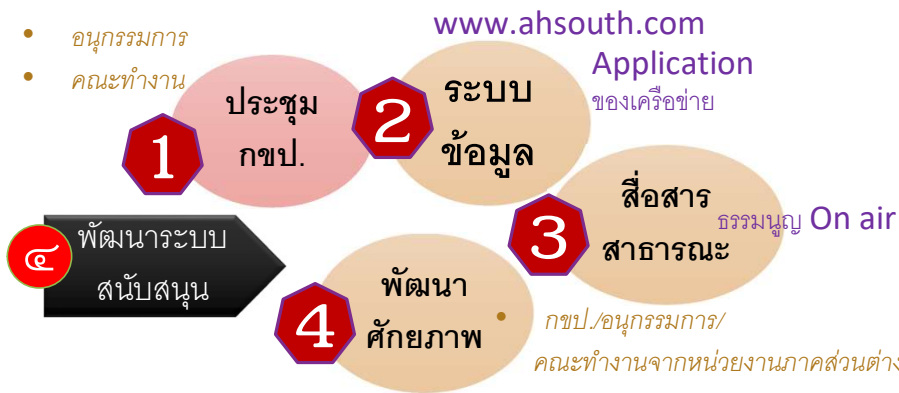 • อนุกรรมการ
• คณะทำงาน
1
ประชุม
กขป.
www.ahsouth.com
Application
ของเครือข่าย
2
ระบบ
ข้อมูล
3
สื่อสาร
สาธารณะ
ธรรมนูญ On air
๔
พัฒนาระบบ
สนับสนุน
4
พัฒนา
ศักยภาพ
• กขป./อนุกรรมการ/
คณะทำงานจากหน่วยงานภาคส่วนต่าง